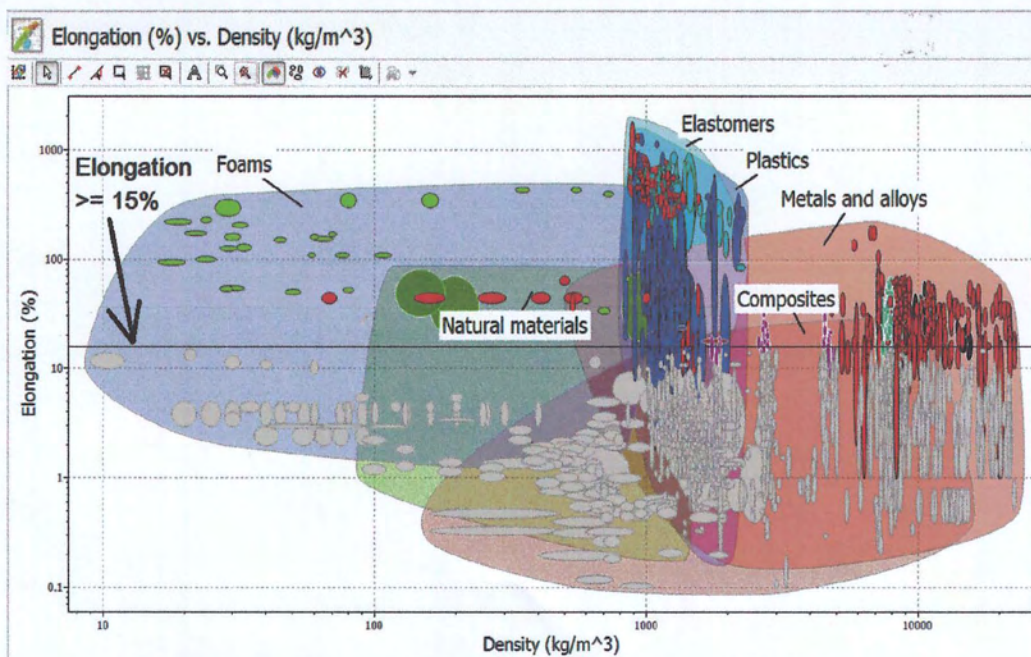 Elongation (%) vs. Density (kg/m^3)
Elastomers
Plastics
Metals and alloys
Foams
Elongation
>= 15%
Composites
Natural materials
1000
100
10
1
0.1
Elongation (%)
10
100
1000
10000
Density (kg/m^3)